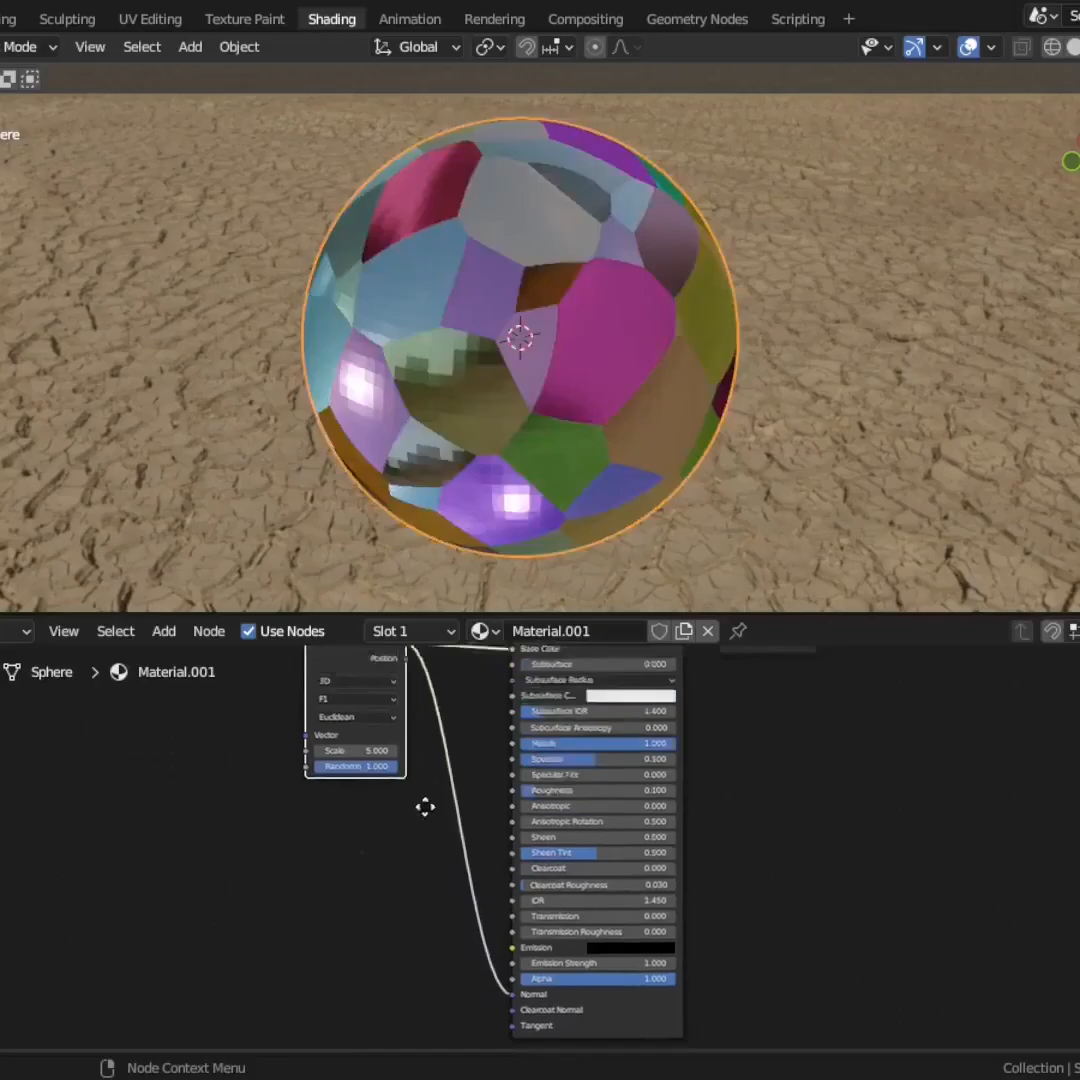 ng Sculpting UV Editing Texture Paint Shading Animation Rendering Compositing Geometry Nodes Scripting + Sc
Mode View Select Add Object Global
ere
View Select Add Node Use Nodes Slot 1 Material.001
Sphere > Material.001
Position
3D
F1
Euclidean
Vector
Scale 5.000
Randomn 1.000
Base Color
Subsurface 0.000
Subsurface Radius
Subsurface C...
Subsurface IOR 1.400
Subsurface Anisotropy 0.000
Metallic 1.000
Specular 0.500
Specular Tint 0.000
Roughness 0.100
Anisotropic 0.000
Anisotropic Rotation 0.500
Sheen 0.000
Sheen Tint 0.500
Clearcoat 0.000
Clearcoat Roughness 0.030
IOR 1.450
Transmission 0.000
Transmission Roughness 0.000
Emission
Emission Strength 1.000
Alpha 1.000
Normal
Clearcoat Normal
Tangent
Node Context Menu
Collection | S